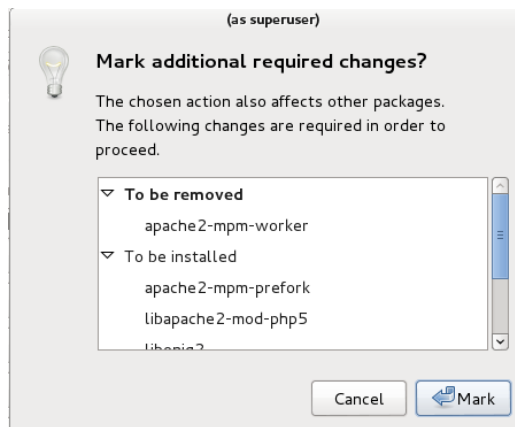 (as superuser)
Mark additional required changes?
The chosen action also affects other packages.
The following changes are required in order to
proceed.
To be removed
apache2-mpm-worker
To be installed
apache2-mpm-prefork
libapache2-mod-php5
Cancel
Mark